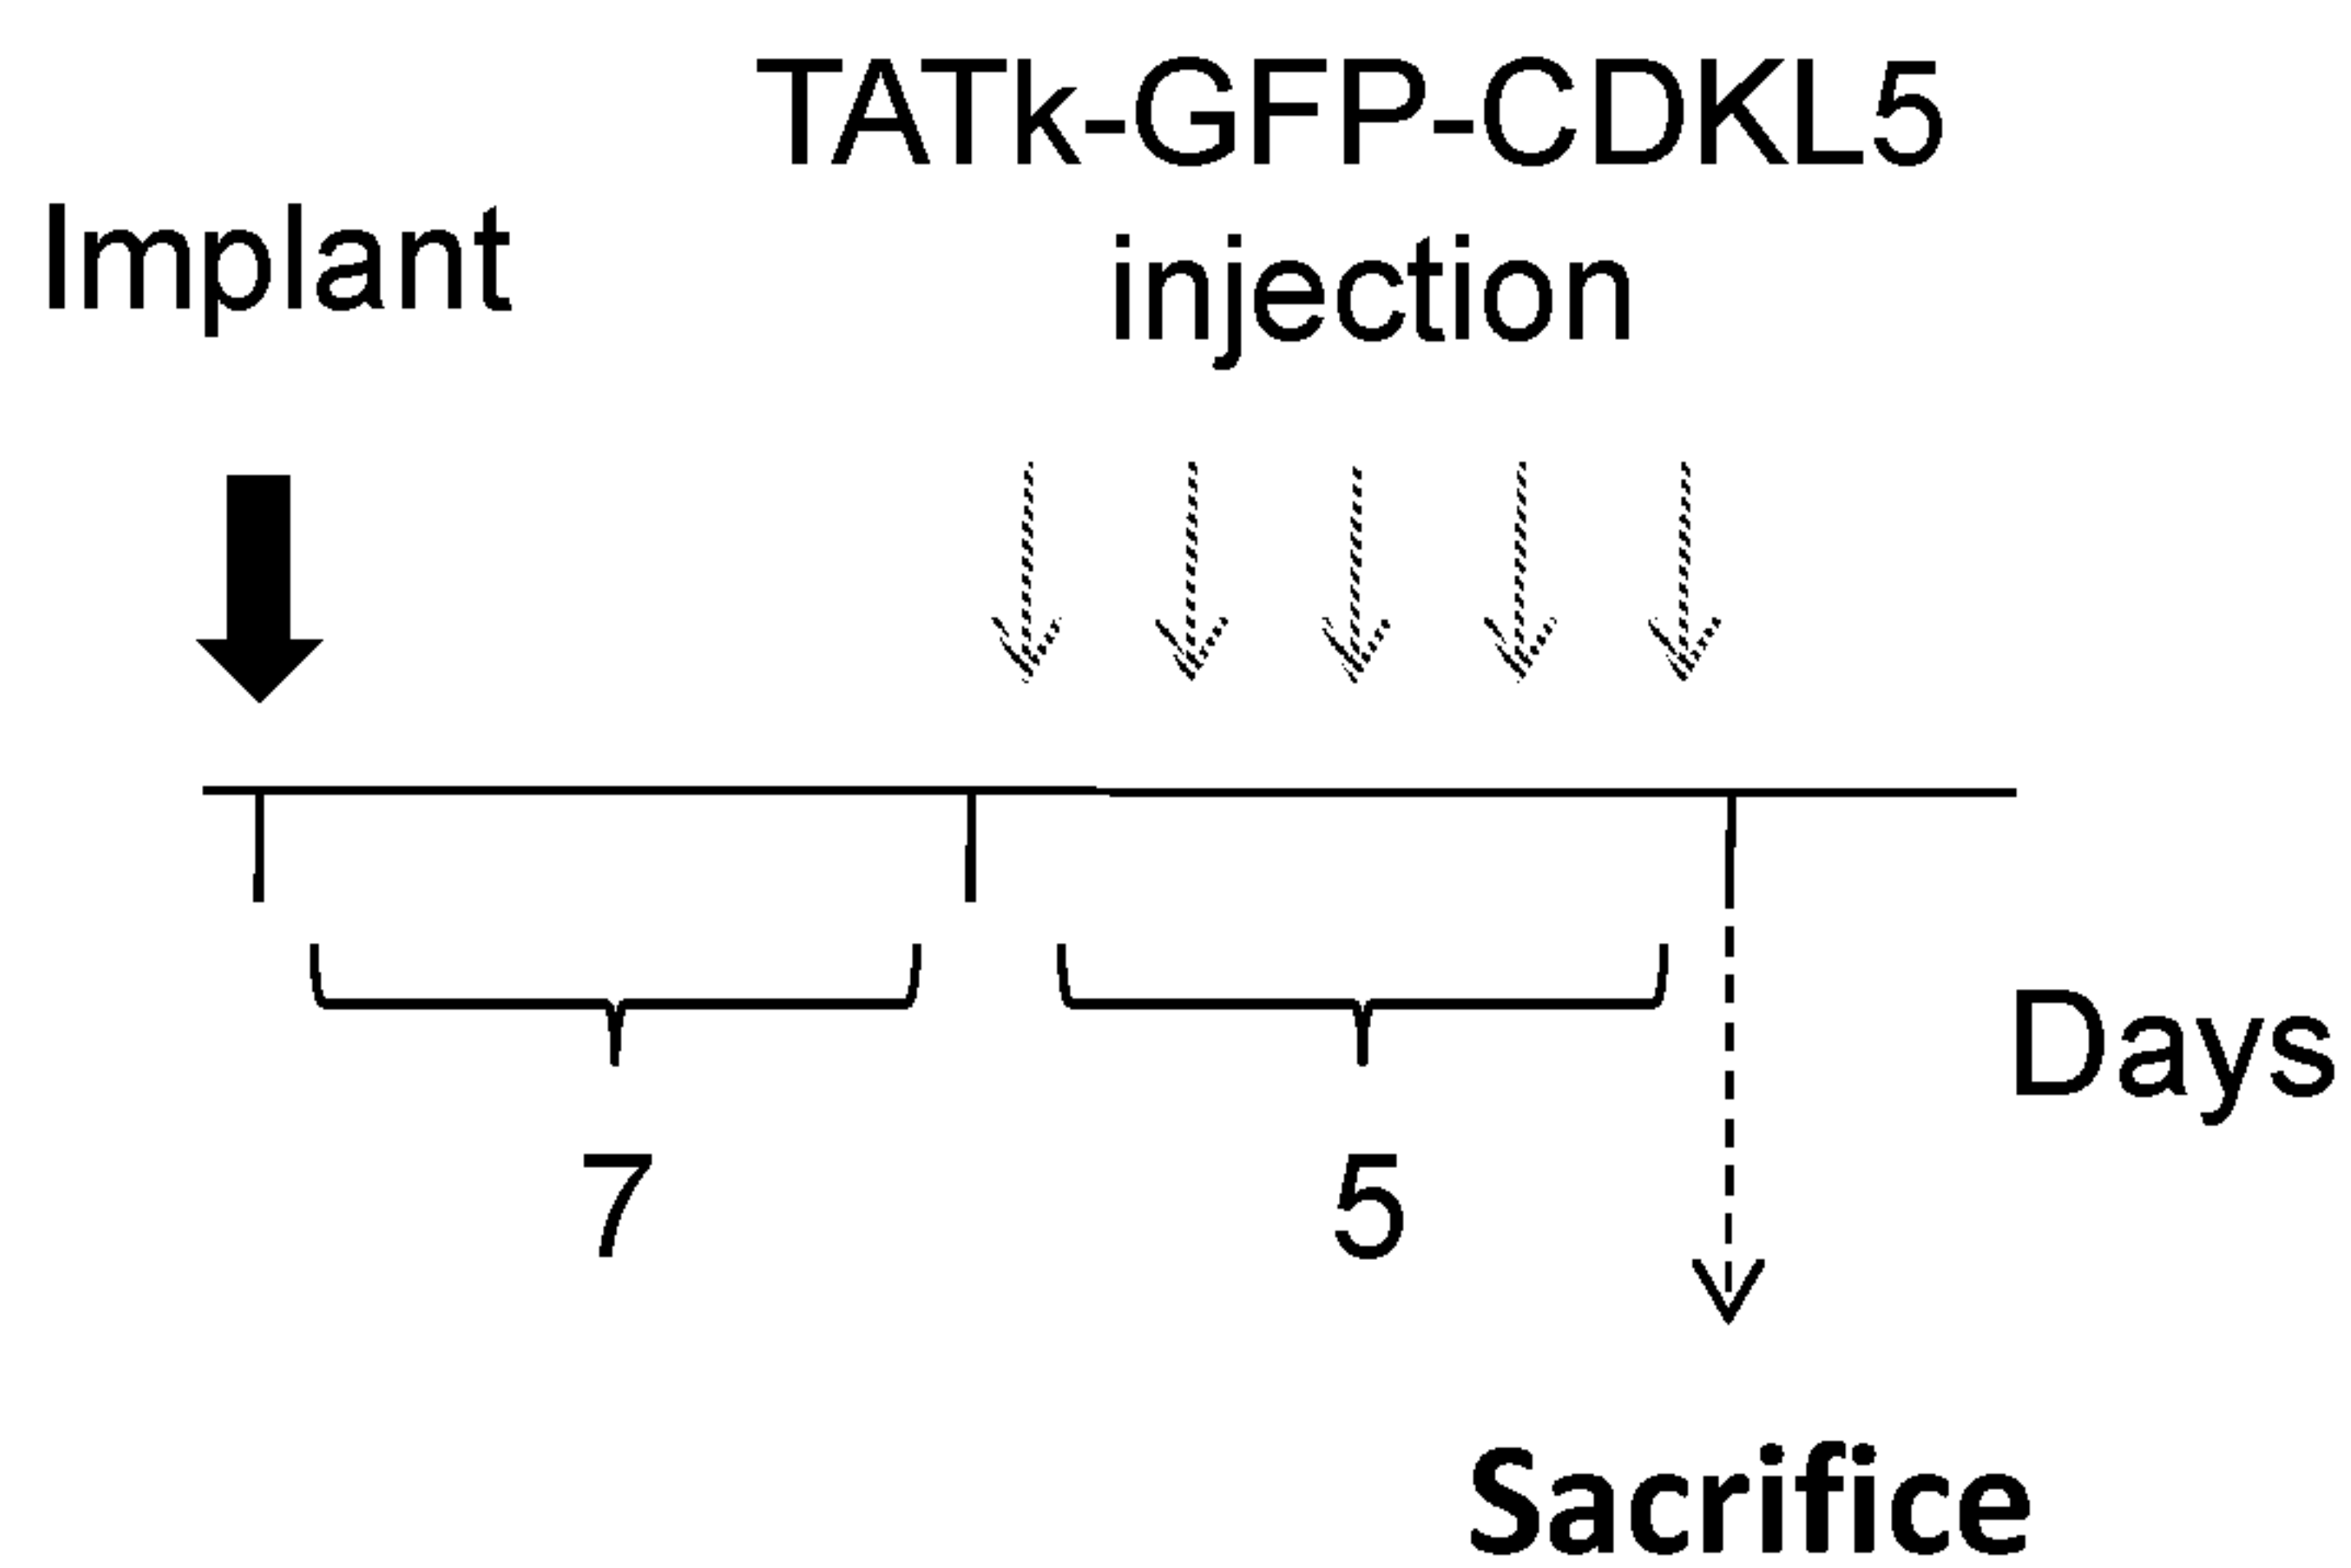 TATk-GFP-CDKL5
injection
Implant
Days
7
5
Sacrifice